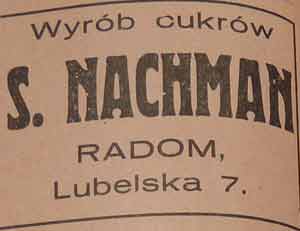 Wyrób cukrów
S. NACHMAN
RADOM,
Lubelska 7.